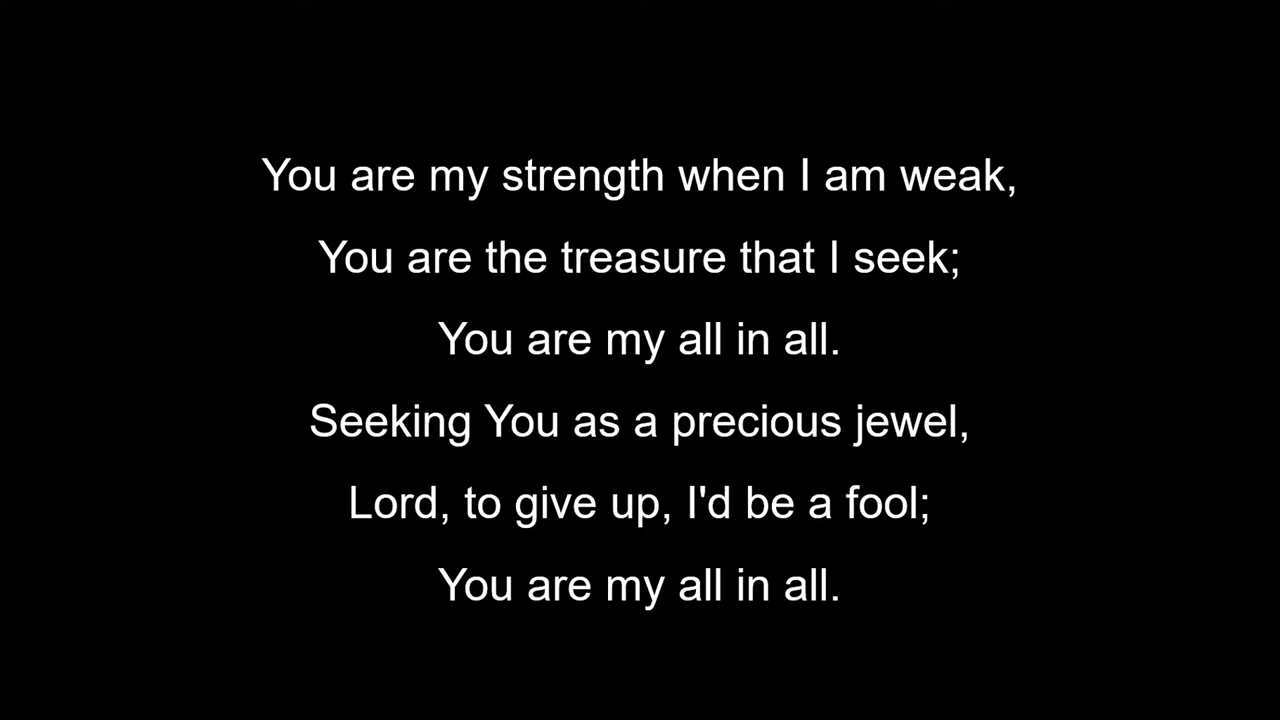 You are my strength when I am weak,
You are the treasure that I seek;
You are my all in all.
Seeking You as a precious jewel,
Lord, to give up, I'd be a fool;
You are my all in all.